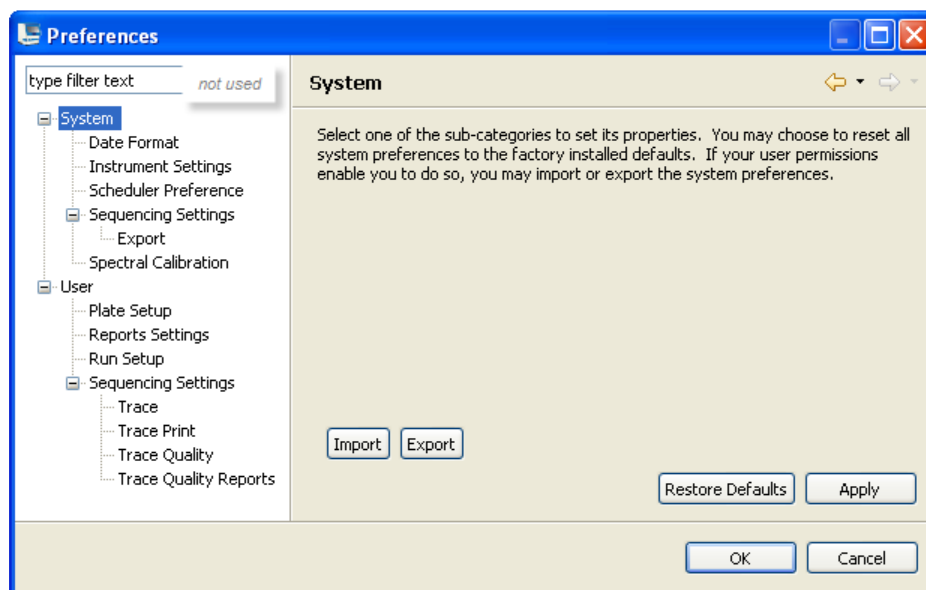 Preferences
type filter text
not used
System
Date Format
Instrument Settings
Scheduler Preference
Sequencing Settings
Export
Spectral Calibration
User
Plate Setup
Reports Settings
Run Setup
Sequencing Settings
Trace
Trace Print
Trace Quality
Trace Quality Reports
System
Select one of the sub-categories to set its properties. You may choose to reset all
system preferences to the factory installed defaults. If your user permissions
enable you to do so, you may import or export the system preferences.
Import Export
Restore Defaults Apply
OK Cancel